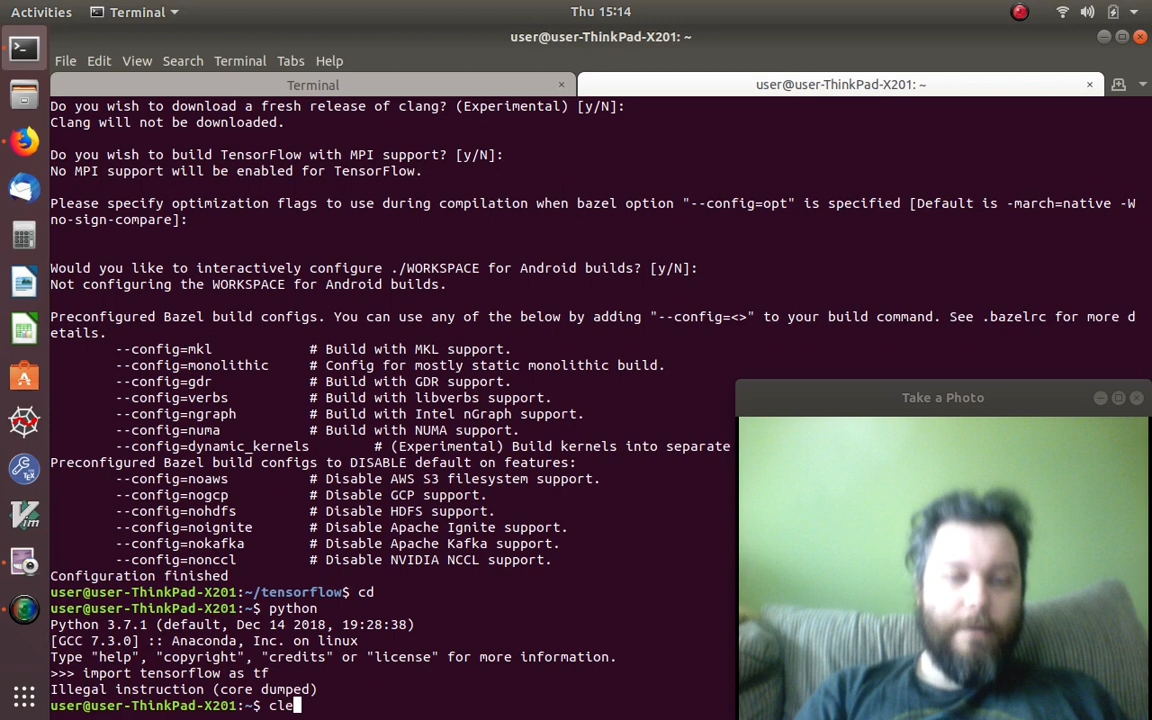 Activities
Terminal
Thu 15:14
user@user-ThinkPad-X201: ~
File Edit View Search Terminal Tabs Help
Terminal
user@user-ThinkPad-X201: ~
Do you wish to download a fresh release of clang? (Experimental) [y/N]:
Clang will not be downloaded.
Do you wish to build TensorFlow with MPI support? [y/N]:
No MPI support will be enabled for TensorFlow.
Please specify optimization flags to use during compilation when bazel option "--config=opt" is specified [Default is -march=native -W
no-sign-compare]:
Would you like to interactively configure ./WORKSPACE for Android builds? [y/N]:
Not configuring the WORKSPACE for Android builds.
Preconfigured Bazel build configs. You can use any of the below by adding "--config=<>" to your build command. See .bazelrc for more d
etails.
--config=mkl # Build with MKL support.
--config=monolithic # Config for mostly static monolithic build.
--config=gdr # Build with GDR support.
--config=verbs # Build with libverbs support.
--config=ngraph # Build with Intel nGraph support.
--config=numa # Build with NUMA support.
--config=dynamic_kernels # (Experimental) Build kernels into separate
Preconfigured Bazel build configs to DISABLE default on features:
--config=noaws # Disable AWS S3 filesystem support.
--config=nogcp # Disable GCP support.
--config=nohdfs # Disable HDFS support.
--config=noignite # Disable Apache Ignite support.
--config=nokafka # Disable Apache Kafka support.
--config=nonccl # Disable NVIDIA NCCL support.
Configuration finished
user@user-ThinkPad-X201:~/tensorflow$ cd
user@user-ThinkPad-X201:~$ python
Python 3.7.1 (default, Dec 14 2018, 19:28:38)
[GCC 7.3.0] :: Anaconda, Inc. on linux
Type "help", "copyright", "credits" or "license" for more information.
>>> import tensorflow as tf
Illegal instruction (core dumped)
user@user-ThinkPad-X201:~$ cle
Take a Photo
TEX
Vim